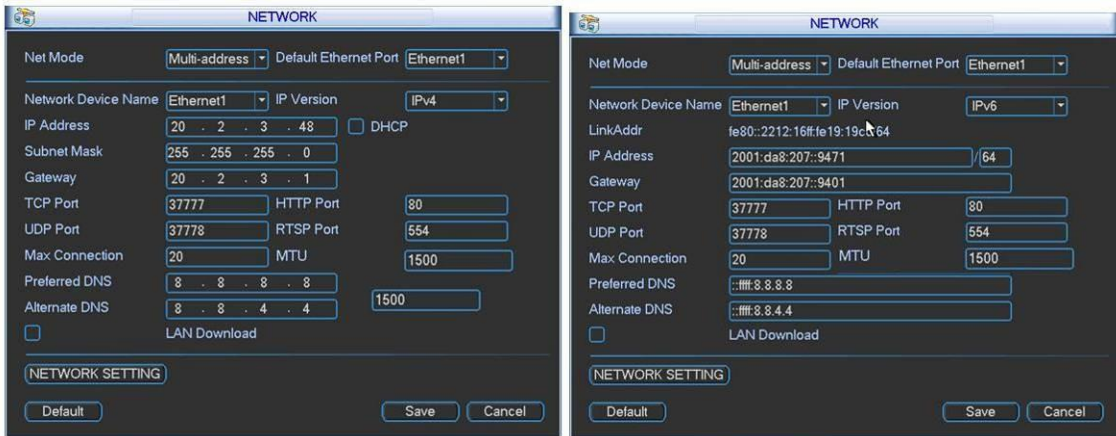 NETWORK
Net Mode Multi-address Default Ethernet Port Ethernet1
Network Device Name Ethernet1 IP Version IPv4
IP Address 20 . 2 . 3 . 48 DHCP
Subnet Mask 255 . 255 . 255 . 0
Gateway 20 . 2 . 3 . 1
TCP Port 37777 HTTP Port 80
UDP Port 37778 RTSP Port 554
Max Connection 20 MTU 1500
Preferred DNS 8 . 8 . 8 . 8
1500
Alternate DNS 8 . 8 . 4 . 4
LAN Download
NETWORK SETTING
Default Save Cancel
NETWORK
Net Mode Multi-address Default Ethernet Port Ethernet1
Network Device Name Ethernet1 IP Version IPv6
LinkAddr
IP Address 2001:da8:207::9471 / 64
Gateway 2001:da8:207::9401
TCP Port 37777 HTTP Port 80
UDP Port 37778 RTSP Port 554
Max Connection 20 MTU 1500
Preferred DNS ::ffff:8.8.8.8
Alternate DNS ::ffff:8.8.4.4
LAN Download
NETWORK SETTING
Default Save Cancel